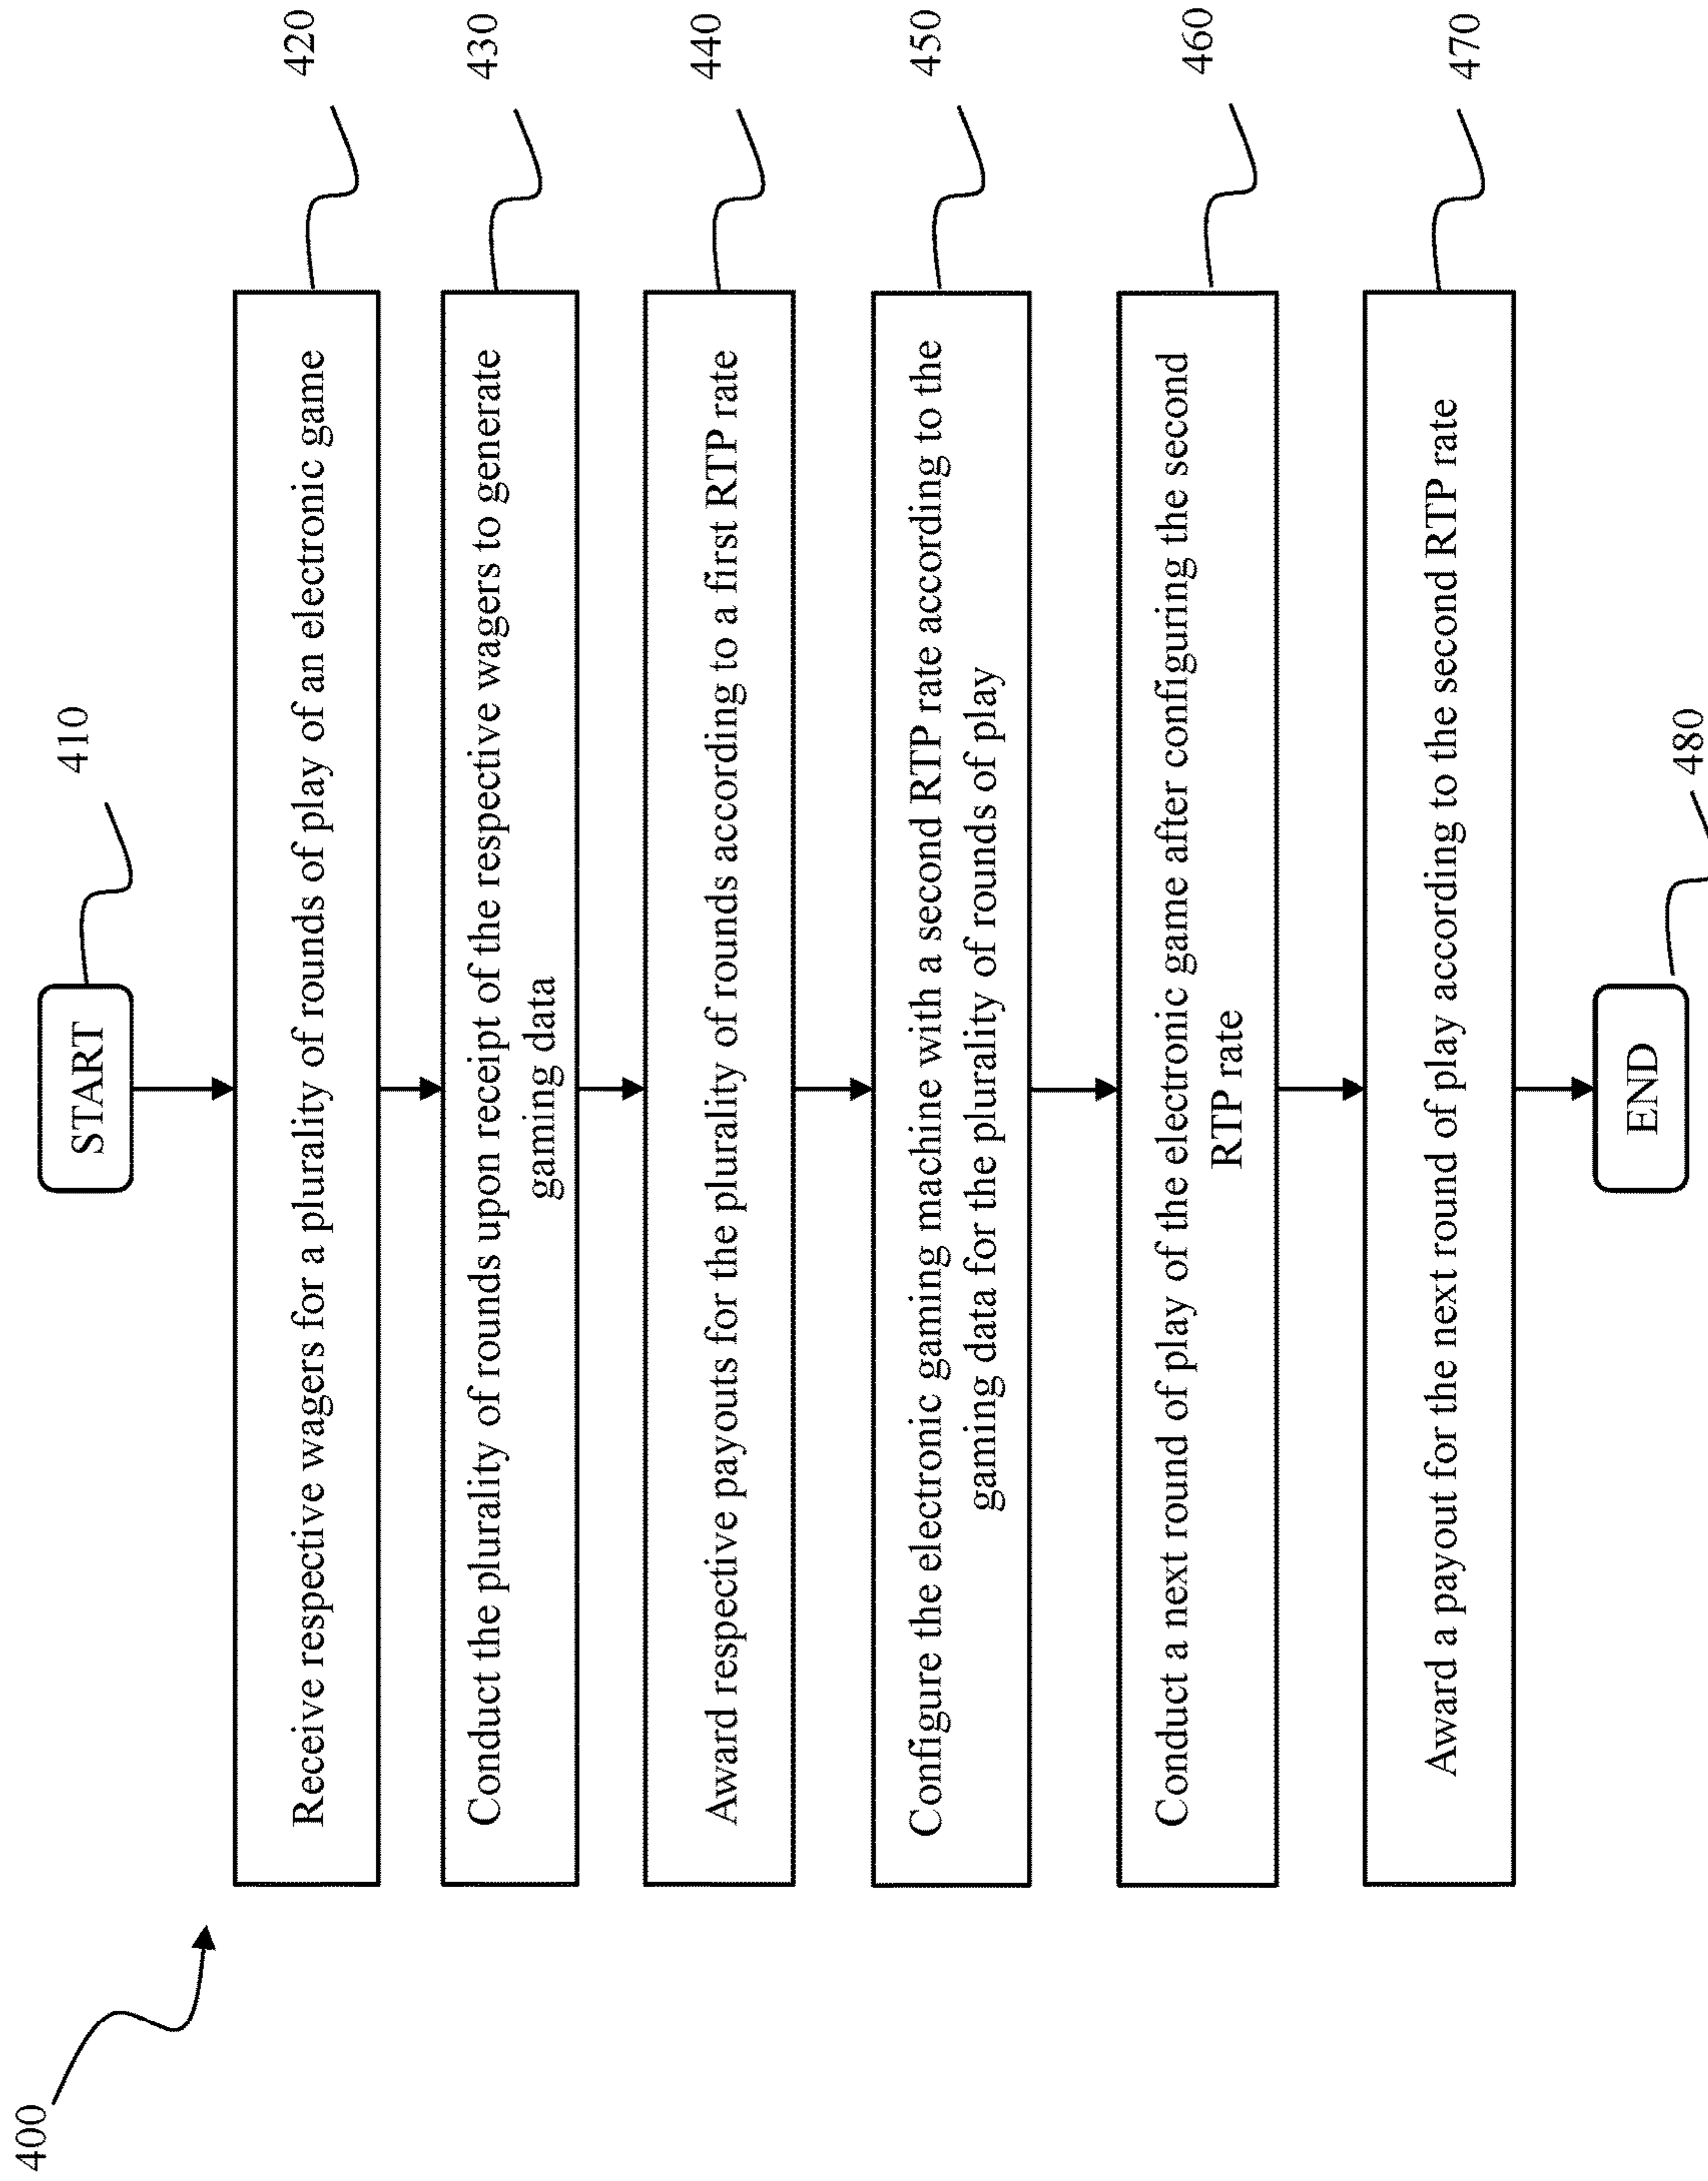 400
START
410
Receive respective wagers for a plurality of rounds of play of an electronic game
420
Conduct the plurality of rounds upon receipt of the respective wagers to generate
gaming data
430
Award respective payouts for the plurality of rounds according to a first RTP rate
440
Configure the electronic gaming machine with a second RTP rate according to the
gaming data for the plurality of rounds of play
450
Conduct a next round of play of the electronic game after configuring the second
RTP rate
460
Award a payout for the next round of play according to the second RTP rate
470
END
480